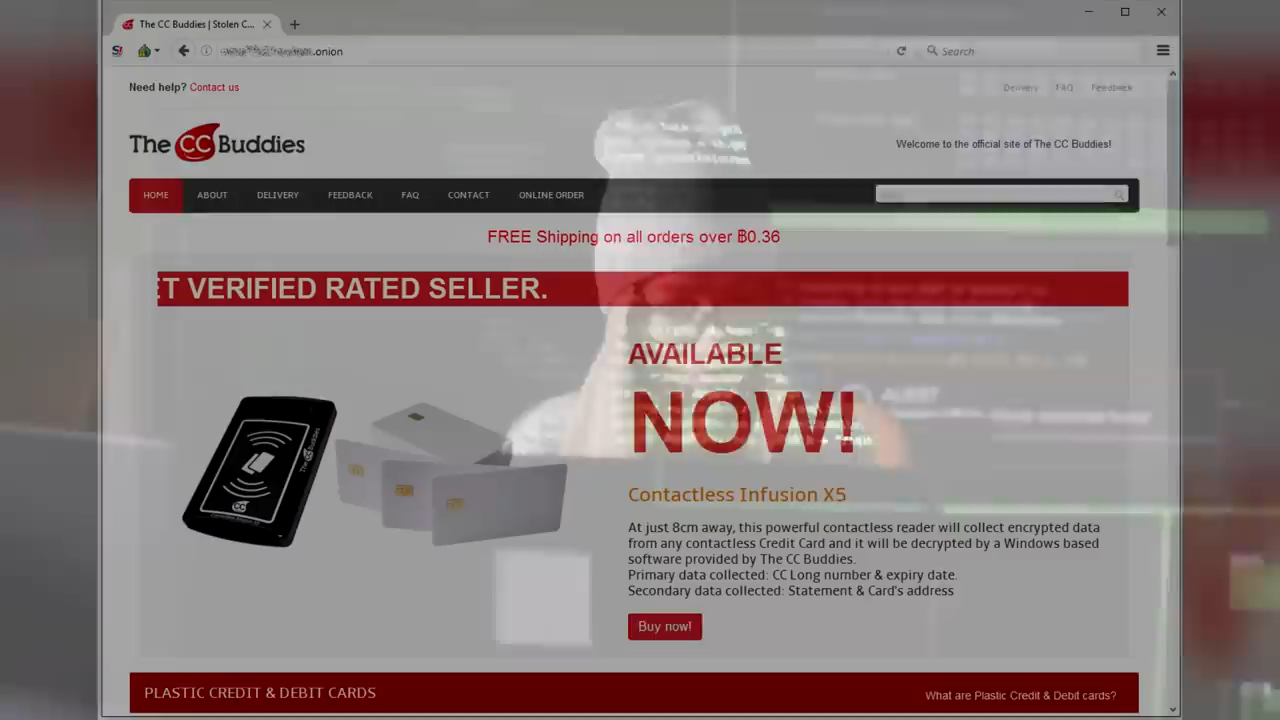 The CC Buddies | Stolen C...
.onion
Search
Need help? Contact us
Delivery FAQ Feedback
The CC Buddies
Welcome to the official site of The CC Buddies!
HOME ABOUT DELIVERY FEEDBACK FAQ CONTACT ONLINE ORDER
FREE Shipping on all orders over ฿0.36
ET VERIFIED RATED SELLER.
AVAILABLE
NOW!
Contactless Infusion X5
At just 8cm away, this powerful contactless reader will collect encrypted data
from any contactless Credit Card and it will be decrypted by a Windows based
software provided by The CC Buddies.
Primary data collected: CC Long number & expiry date.
Secondary data collected: Statement & Card's address
Buy now!
PLASTIC CREDIT & DEBIT CARDS
What are Plastic Credit & Debit cards?